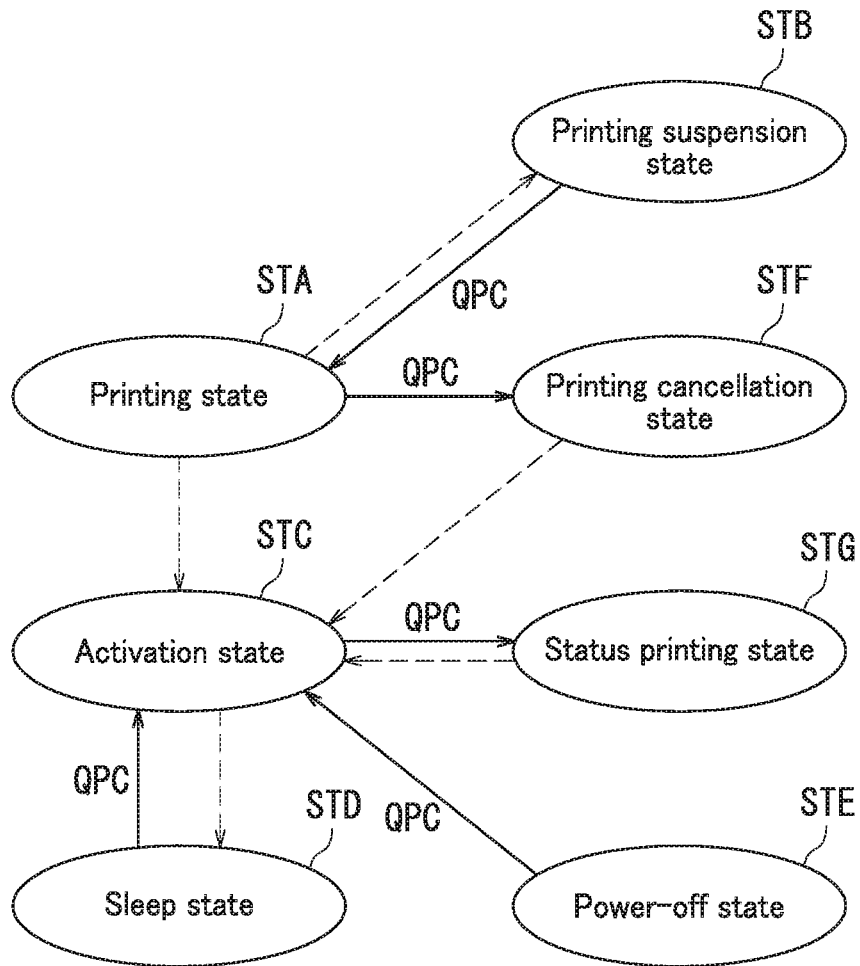 STB
Printing suspension
state
STA
QPC
STF
Printing state
QPC
Printing cancellation
state
STC
STG
Activation state
QPC
Status printing state
QPC
STD
QPC
STE
Sleep state
Power-off state